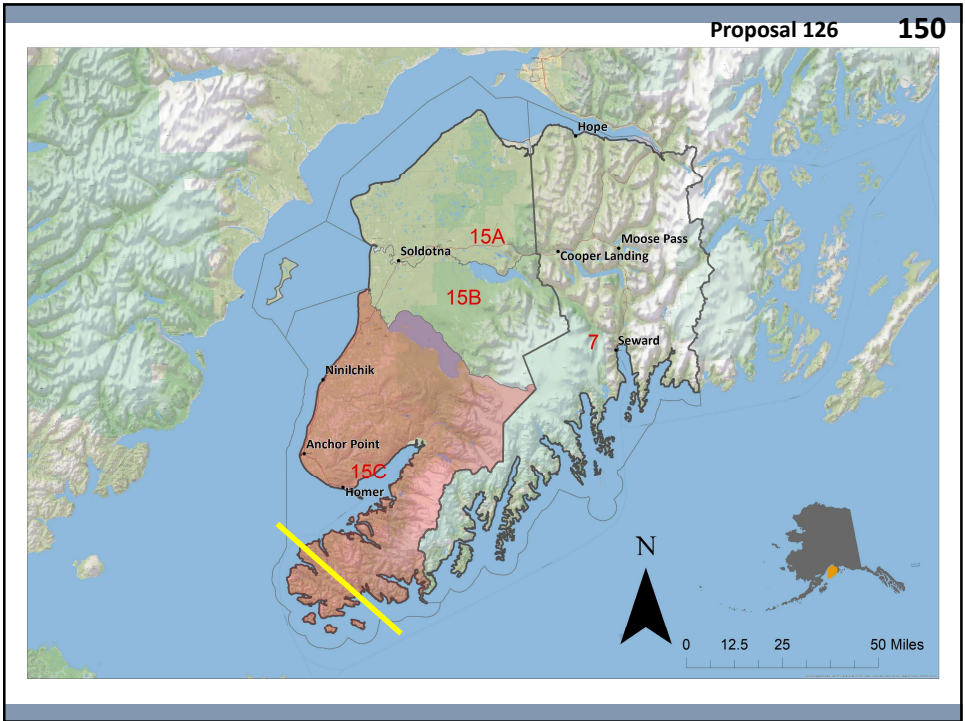 Proposal 126
150
Hope
15A
Moose Pass
Soldotna
Cooper Landing
15B
7
Seward
Ninilchik
Anchor Point
15C
Homer
N
0 12.5 25 50 Miles